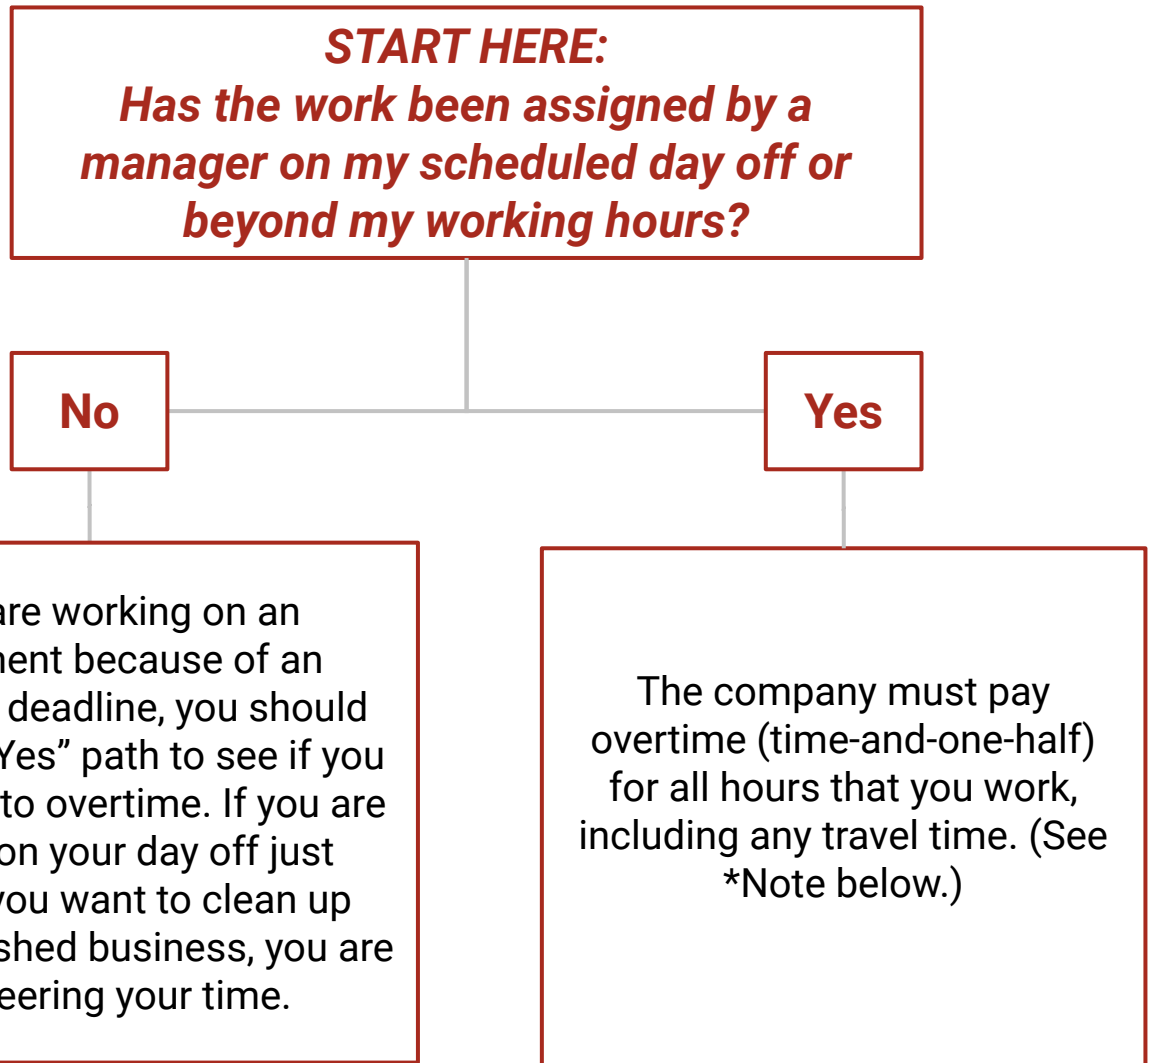 START HERE:
Has the work been assigned by a
manager on my scheduled day off or
beyond my working hours?
No
Yes
are working on an
because of an
deadline, you should
Yes” path to see if you
to overtime. If you are
on your day off just
you want to clean up
business, you are
your time.
The company must pay
overtime (time-and-one-half)
for all hours that you work,
including any travel time. (See
*Note below.)